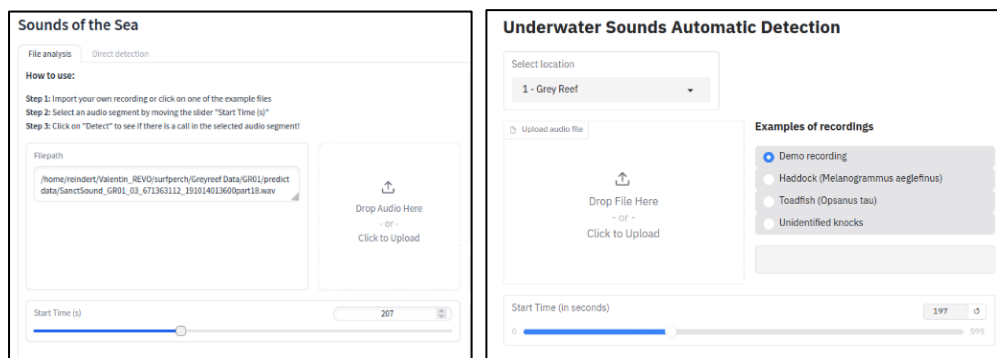 Sounds of the Sea
File analysis
Direct detection
How to use:
Step 1: Import your own recording or click on one of the example files
Step 2: Select an audio segment by moving the slider "Start Time (s)"
Step 3: Click on "Detect" to see if there is a call in the selected audio segment!
Filepath
/home/reindert/Valentin_REVO/surfperch/Greyreef Data/GR01/predict
data/SanctSound_GR01_03_671363112_191014013600part18.wav
Drop Audio Here
- or -
Click to Upload
Start Time (s)
207
Underwater Sounds Automatic Detection
Select location
1 - Grey Reef
Upload audio file
Drop File Here
- or -
Click to Upload
Examples of recordings
Demo recording
Haddock (Melanogrammus aeglefinus)
Toadfish (Opsanus tau)
Unidentified knocks
Start Time (in seconds)
197
0
595